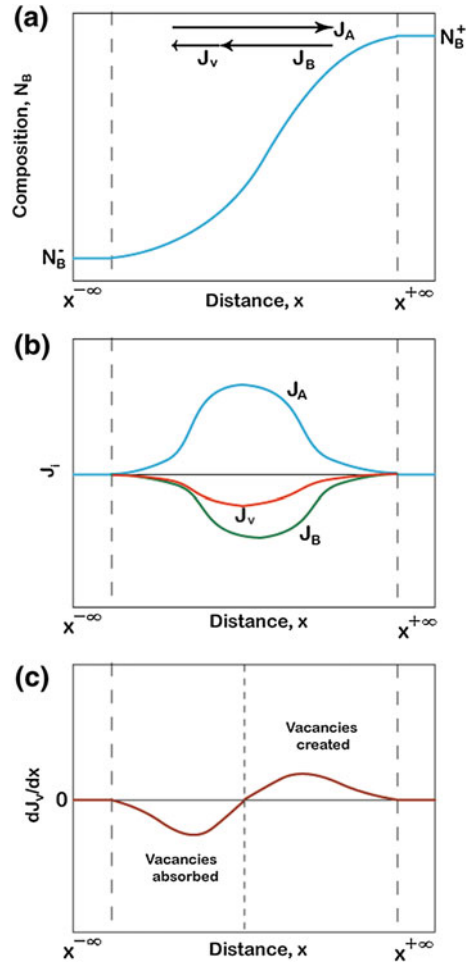 (a)
Composition, N_B
J_A
J_v
J_B
N_B^+
N_B^-
x^-∞
Distance, x
x^+∞
(b)
J_i
J_A
J_v
J_B
x^-∞
Distance, x
x^+∞
(c)
dJ_v/dx
Vacancies
created
0
Vacancies
absorbed
x^-∞
Distance, x
x^+∞